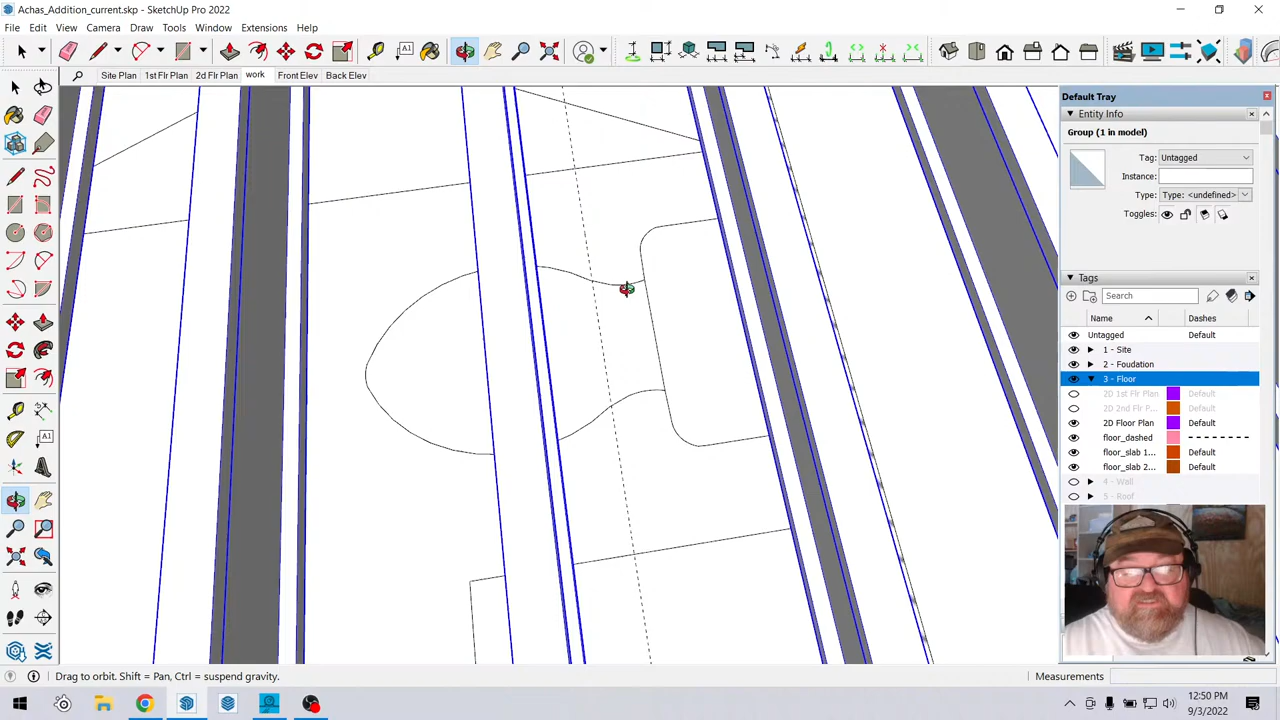 Achas_Addition_current.skp - SketchUp Pro 2022
File Edit View Camera Draw Tools Window Extensions Help
Site Plan 1st Flr Plan 2d Flr Plan work Front Elev Back Elev
Default Tray
Entity Info
Group (1 in model)
Tag: Untagged
Instance:
Type: Type: <undefined>
Toggles:
Tags
Search
Name Dashes
Untagged Default
1 - Site
2 - Foudation
3 - Floor
2D 1st Flr Plan Default
2D 2nd Flr P... Default
2D Floor Plan Default
floor_dashed
floor_slab 1... Default
floor_slab 2... Default
4 - Wall
5 - Roof
Drag to orbit. Shift = Pan, Ctrl = suspend gravity.
Measurements
12:50 PM
9/3/2022